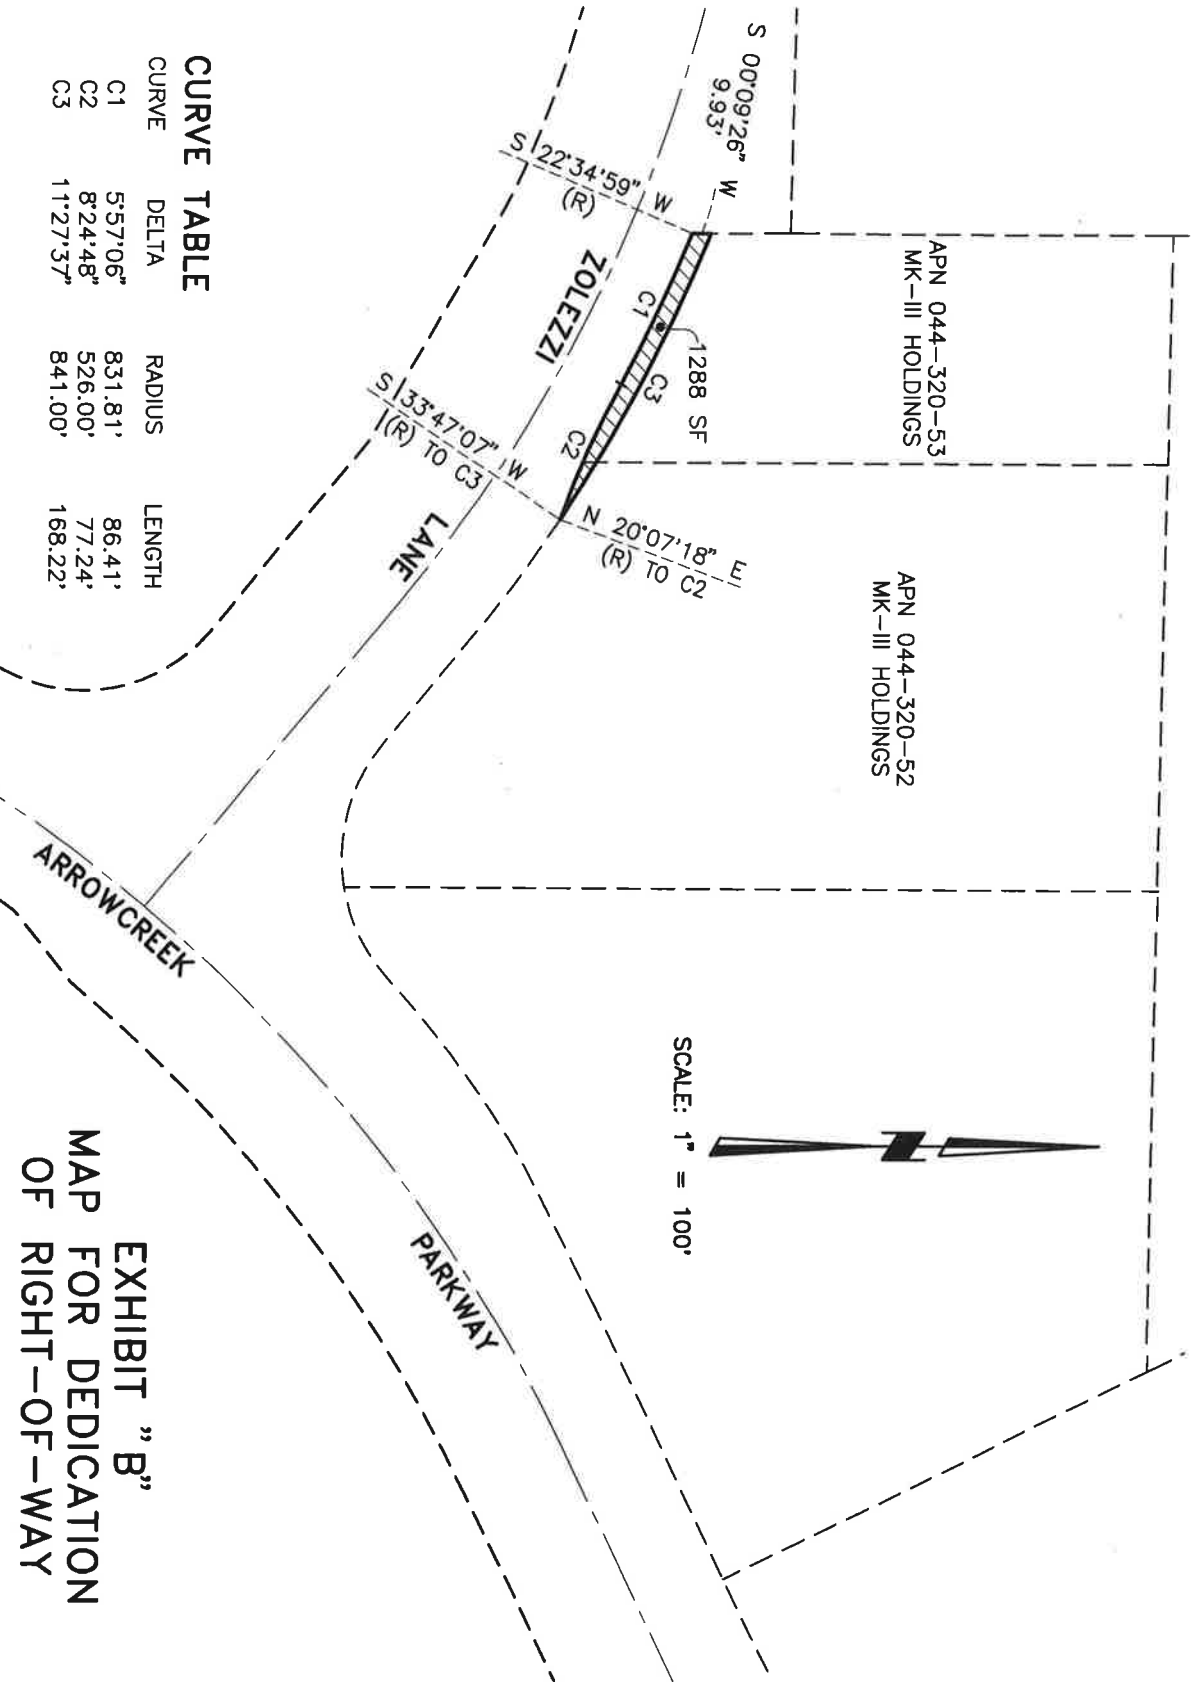 S 00°09'26" W
9.93'
APN 044-320-53
MK-III HOLDINGS
S 22°34'59" W
(R)
C1
1288 SF
C3
C2
ZOLEZZI
LANE
S 33°47'07" W
(R) TO C3
N 20°07'18" E
(R) TO C2
APN 044-320-52
MK-III HOLDINGS
SCALE: 1" = 100'
N
ARROWCREEK
PARKWAY
CURVE TABLE
CURVE DELTA RADIUS LENGTH
C1 5°57'06" 831.81' 86.41'
C2 8°24'48" 526.00' 77.24'
C3 11°27'37" 841.00' 168.22'
EXHIBIT "B"
MAP FOR DEDICATION
OF RIGHT-OF-WAY